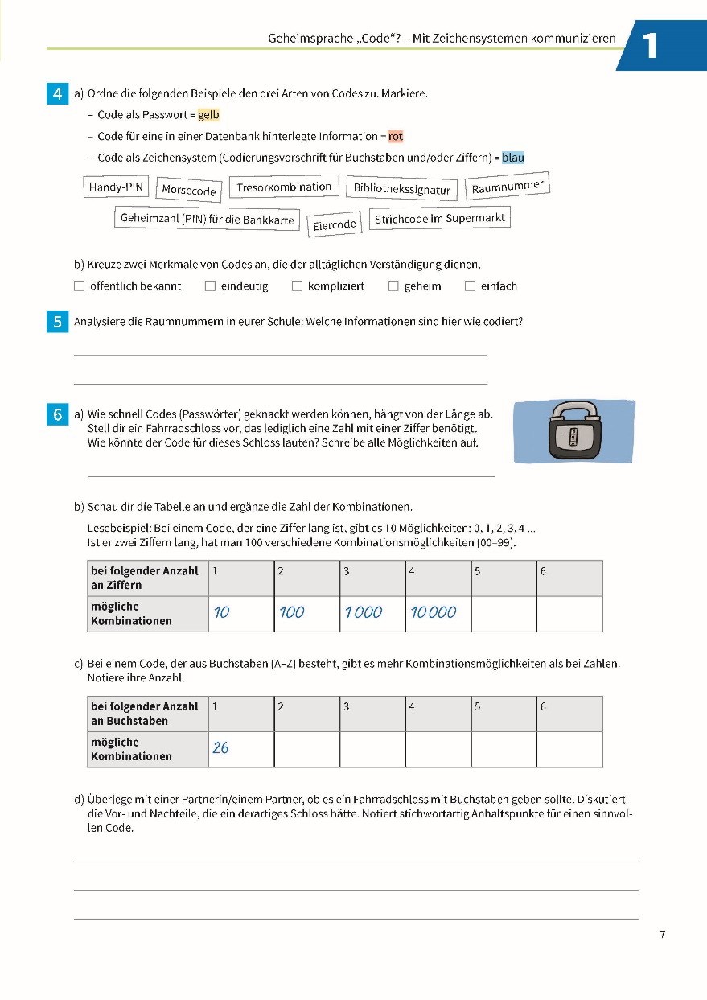 Geheimsprache „Code“? – Mit Zeichensystemen kommunizieren
1
4 a) Ordne die folgenden Beispiele den drei Arten von Codes zu. Markiere.
– Code als Passwort = gelb
– Code für eine in einer Datenbank hinterlegte Information = rot
– Code als Zeichensystem (Codierungsvorschrift für Buchstaben und/oder Ziffern) = blau
Handy-PIN Morsecode Tresorkombination Bibliothekssignatur Raumnummer
Geheimzahl (PIN) für die Bankkarte Eiercode Strichcode im Supermarkt
b) Kreuze zwei Merkmale von Codes an, die der alltäglichen Verständigung dienen.
☐ öffentlich bekannt ☐ eindeutig ☐ kompliziert ☐ geheim ☐ einfach
5 Analysiere die Raumnummern in eurer Schule: Welche Informationen sind hier wie codiert?
6 a) Wie schnell Codes (Passwörter) geknackt werden können, hängt von der Länge ab.
Stell dir ein Fahrradschloss vor, das lediglich eine Zahl mit einer Ziffer benötigt.
Wie könnte der Code für dieses Schloss lauten? Schreibe alle Möglichkeiten auf.
b) Schau dir die Tabelle an und ergänze die Zahl der Kombinationen.
Lesebeispiel: Bei einem Code, der eine Ziffer lang ist, gibt es 10 Möglichkeiten: 0, 1, 2, 3, 4 ...
Ist er zwei Ziffern lang, hat man 100 verschiedene Kombinationsmöglichkeiten (00–99).
bei folgender Anzahl 1 2 3 4 5 6
an Ziffern
mögliche
Kombinationen 10 100 1 000 10 000
c) Bei einem Code, der aus Buchstaben (A–Z) besteht, gibt es mehr Kombinationsmöglichkeiten als bei Zahlen.
Notiere ihre Anzahl.
bei folgender Anzahl 1 2 3 4 5 6
an Buchstaben
mögliche
Kombinationen 26
d) Überlege mit einer Partnerin/einem Partner, ob es ein Fahrradschloss mit Buchstaben geben sollte. Diskutiert
die Vor- und Nachteile, die ein derartiges Schloss hätte. Notiert stichwortartig Anhaltspunkte für einen sinnvol-
len Code.
7